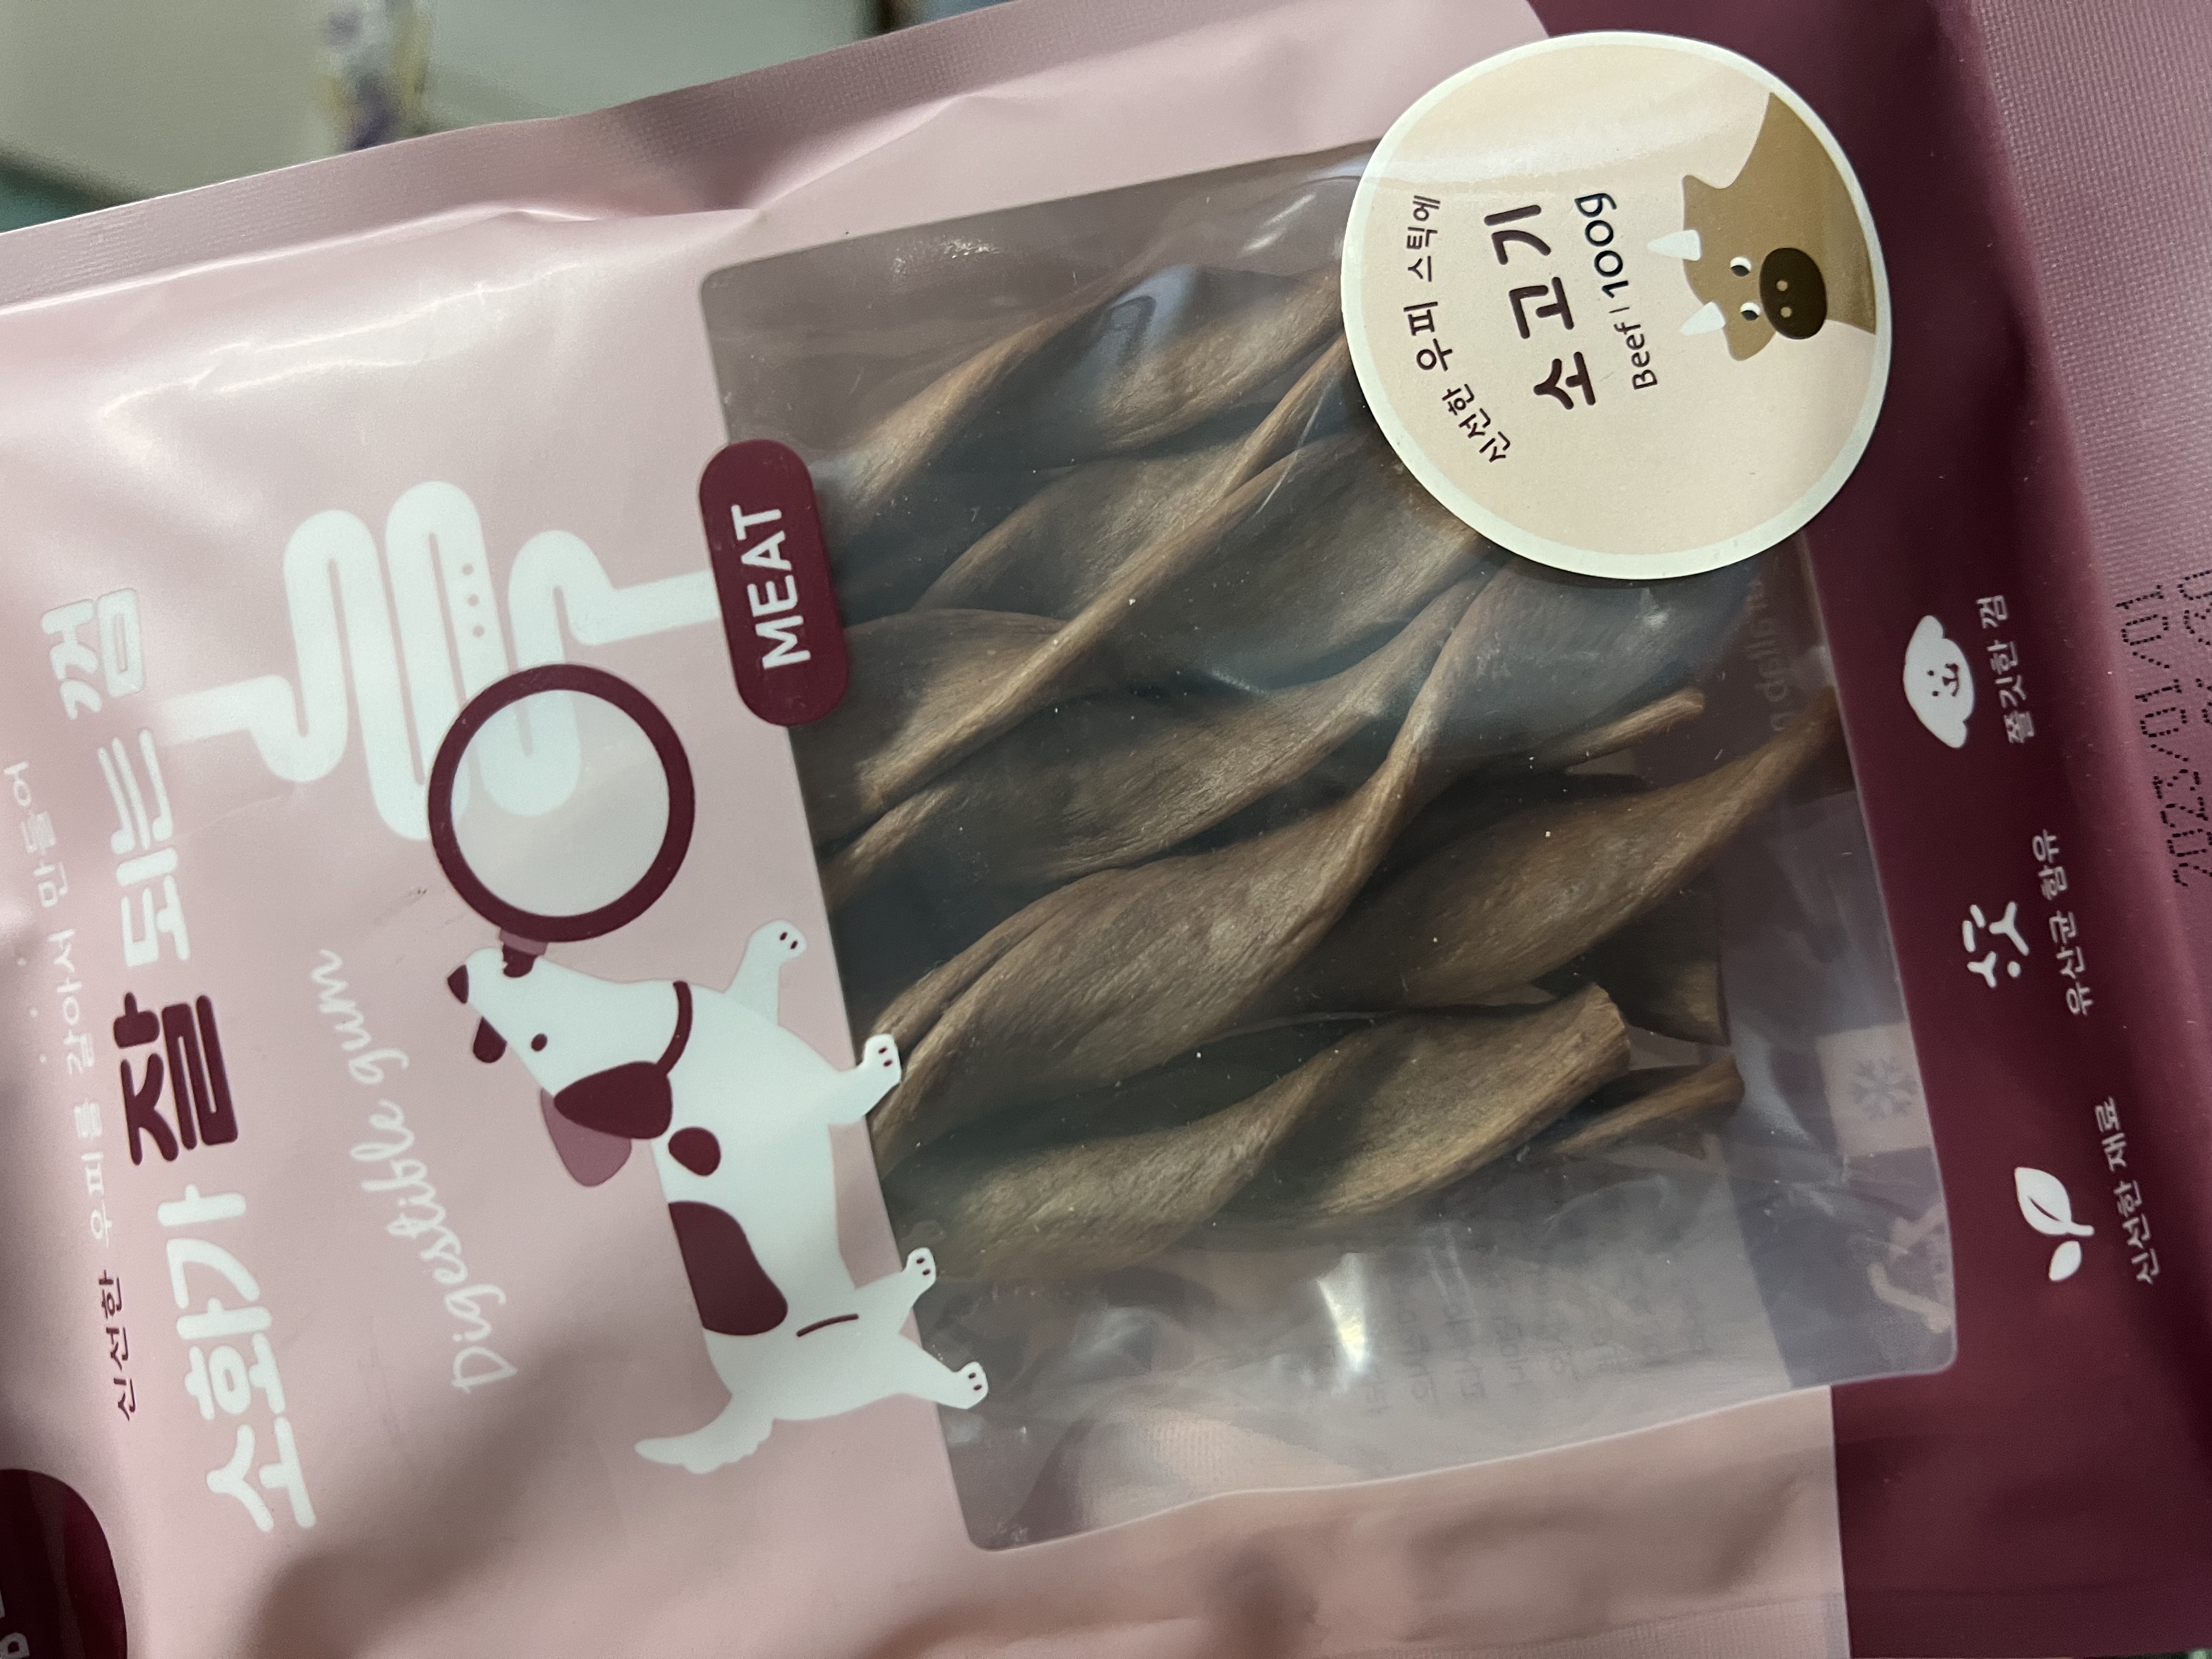 신선한 우피를 갈아서 만들어
소화가 잘 되는 껌
Digestible gum
MEAT
신선한 우피 스틱에
소고기
Beef | 100g
신선한 재료
유산균 함유
쫄깃한 껌
2023/01/01